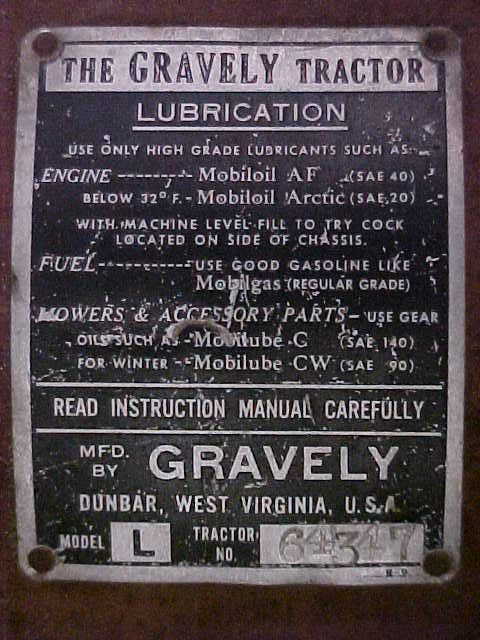 THE GRAVELY TRACTOR
LUBRICATION
USE ONLY HIGH GRADE LUBRICANTS SUCH AS:
ENGINE -------- Mobiloil AF (SAE 40)
BELOW 32° F. - Mobiloil Arctic (SAE 20)
WITH MACHINE LEVEL FILL TO TRY COCK
LOCATED ON SIDE OF CHASSIS.
FUEL----------- USE GOOD GASOLINE LIKE
Mobilgas (REGULAR GRADE)
MOWERS & ACCESSORY PARTS - USE GEAR
OILS SUCH AS - Mobilube C (SAE 140)
FOR WINTER -- Mobilube CW (SAE 90)
READ INSTRUCTION MANUAL CAREFULLY
MFD. BY GRAVELY
DUNBAR, WEST VIRGINIA, U.S.A.
MODEL L TRACTOR NO. 64347